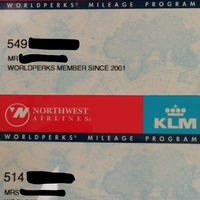 WORLDPERKS MILEAGE PROGRAM
549
MR
WORLDPERKS MEMBER SINCE 2001
NORTHWEST AIRLINES KLM
WORLDPERKS MILEAGE PROGRAM
514
MRS